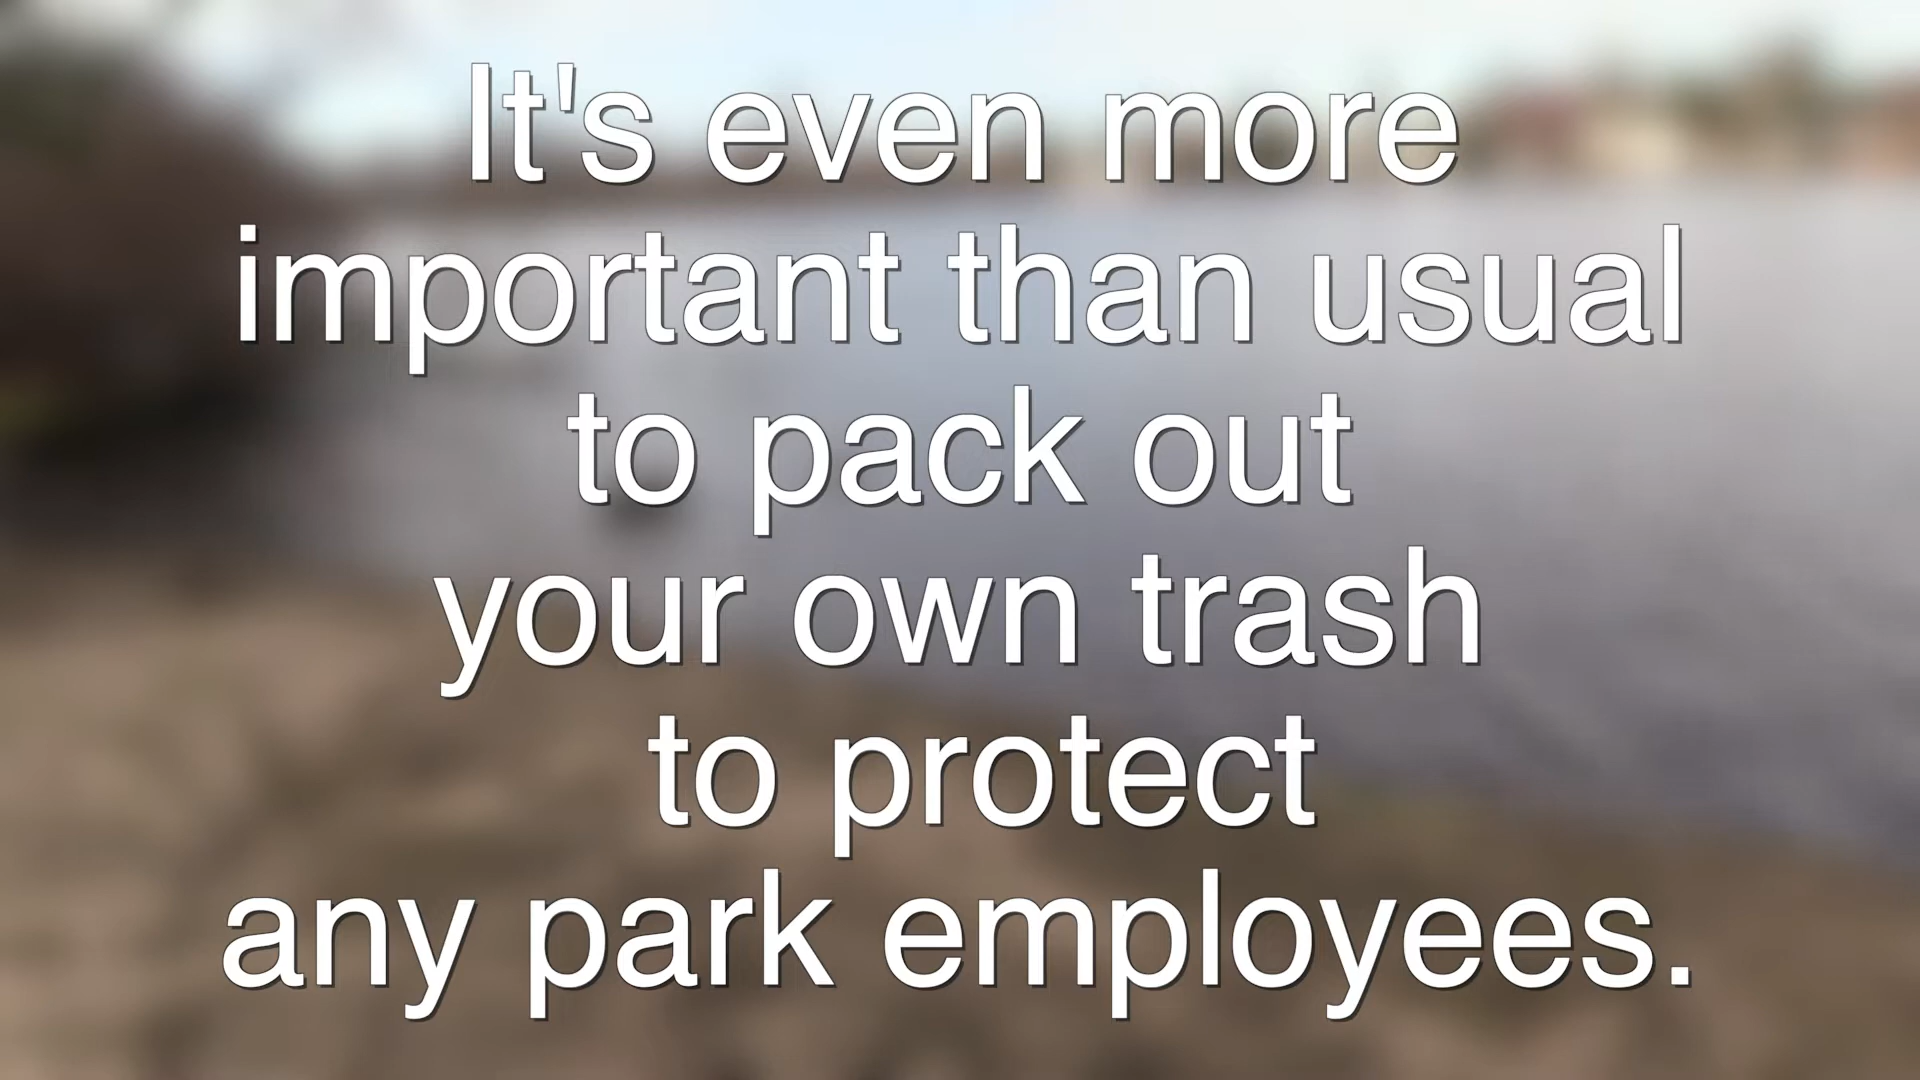 It's even more
important than usual
to pack out
your own trash
to protect
any park employees.